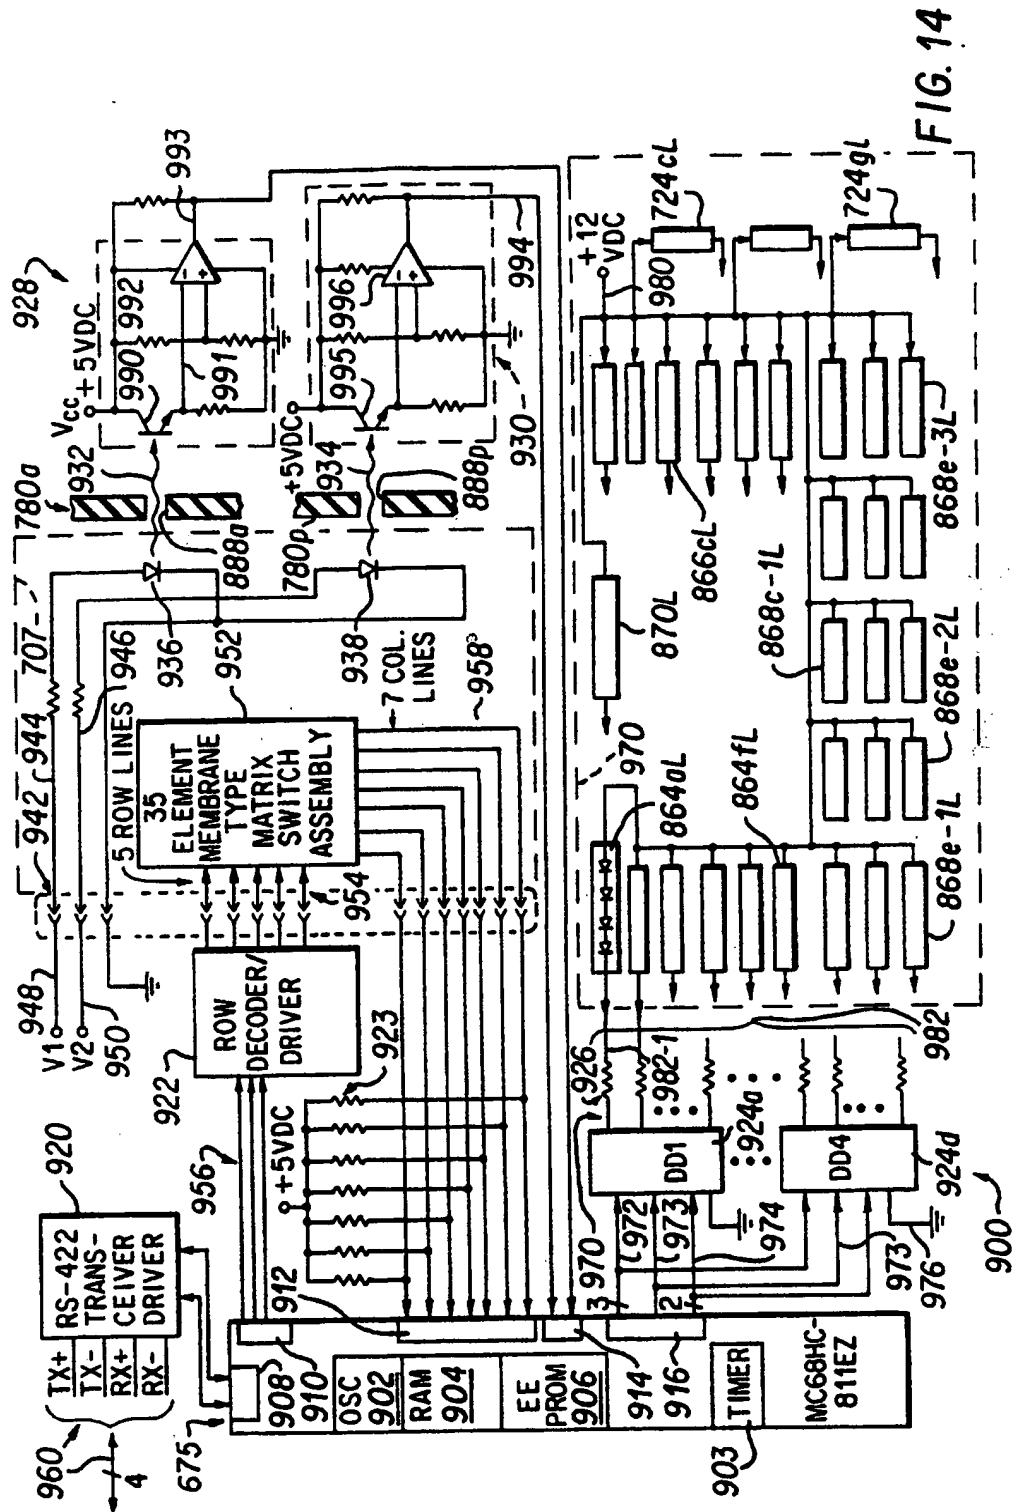 928
993
Vcc
+5VDC
992
990
991
780a
932
888a
+5VDC
934
995
996
994
780p
888p
930
707
942
944
946
936
952
938
5 ROW LINES
35
ELEMENT
MEMBRANE
TYPE
MATRIX
SWITCH
ASSEMBLY
7 COL.
LINES
958
954
948
V1
V2
950
922
ROW
DECODER/
DRIVER
923
+5VDC
956
920
RS-422
TRANS-
CEIVER
DRIVER
TX+
TX-
RX+
RX-
960
4
675
908
910
912
OSC
902
RAM
904
EE
PROM
906
914
916
TIMER
903
MC68HC-
811EZ
3
2
972
973
974
970
926
982-1
DD1
924a
DD4
924d
973
976
982
900
970
864aL
864fL
868e-1L
868e-2L
868c-1L
868e-3L
870L
866cL
+12
VDC
980
724cL
724gL
FIG. 14